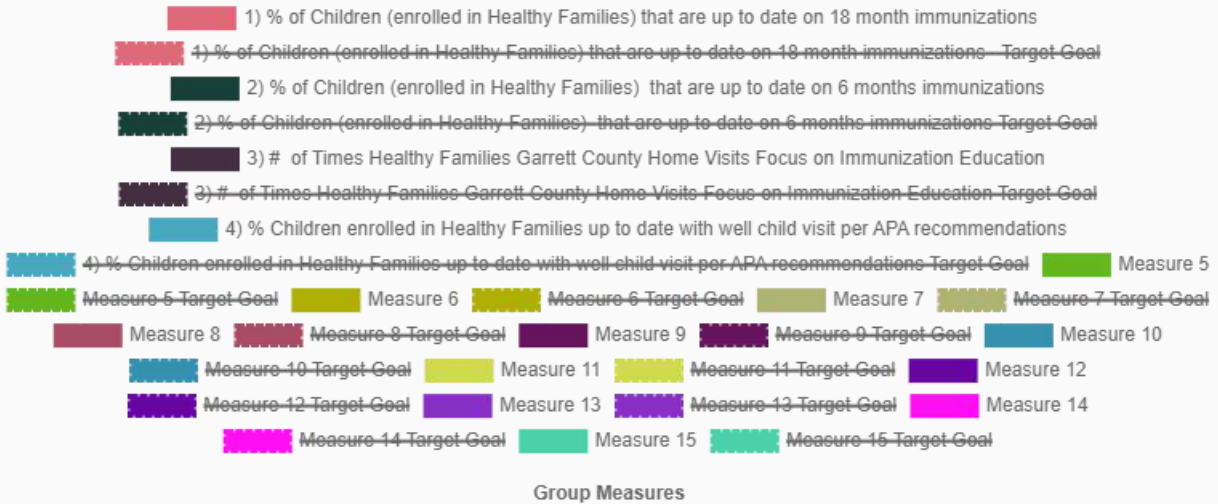 1) % of Children (enrolled in Healthy Families) that are up to date on 18 month immunizations
1) % of Children (enrolled in Healthy Families) that are up to date on 18 month immunizations - Target Goal
2) % of Children (enrolled in Healthy Families)  that are up to date on 6 months immunizations
2) % of Children (enrolled in Healthy Families)  that are up to date on 6 months immunizations Target Goal
3) #  of Times Healthy Families Garrett County Home Visits Focus on Immunization Education
3) #  of Times Healthy Families Garrett County Home Visits Focus on Immunization Education Target Goal
4) % Children enrolled in Healthy Families up to date with well child visit per APA recommendations
4) % Children enrolled in Healthy Families up to date with well child visit per APA recommendations Target Goal Measure 5
Measure 5 Target Goal Measure 6 Measure 6 Target Goal Measure 7 Measure 7 Target Goal
Measure 8 Measure 8 Target Goal Measure 9 Measure 9 Target Goal Measure 10
Measure 10 Target Goal Measure 11 Measure 11 Target Goal Measure 12
Measure 12 Target Goal Measure 13 Measure 13 Target Goal Measure 14
Measure 14 Target Goal Measure 15 Measure 15 Target Goal
Group Measures